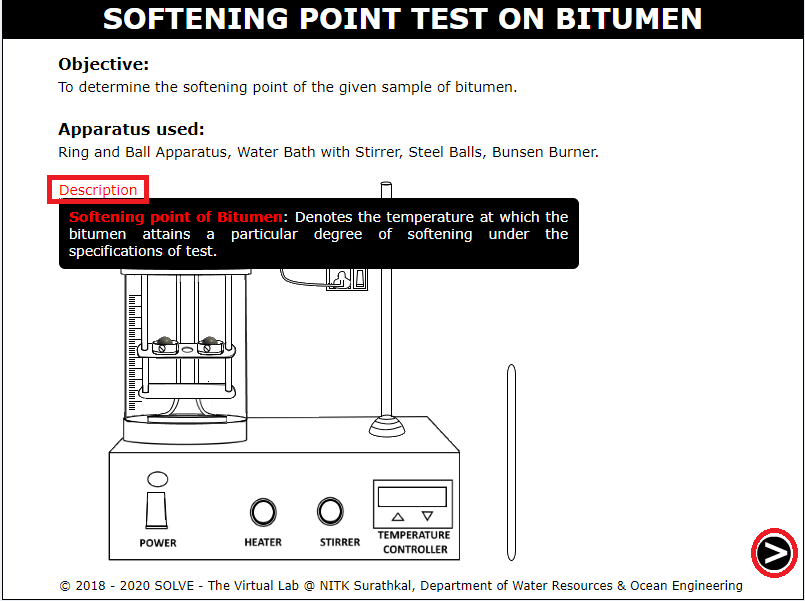 SOFTENING POINT TEST ON BITUMEN
Objective:
To determine the softening point of the given sample of bitumen.
Apparatus used:
Ring and Ball Apparatus, Water Bath with Stirrer, Steel Balls, Bunsen Burner.
Description
Softening point of Bitumen: Denotes the temperature at which the
bitumen attains a particular degree of softening under the
specifications of test.
POWER
HEATER
STIRRER
TEMPERATURE
CONTROLLER
© 2018 - 2020 SOLVE - The Virtual Lab @ NITK Surathkal, Department of Water Resources & Ocean Engineering